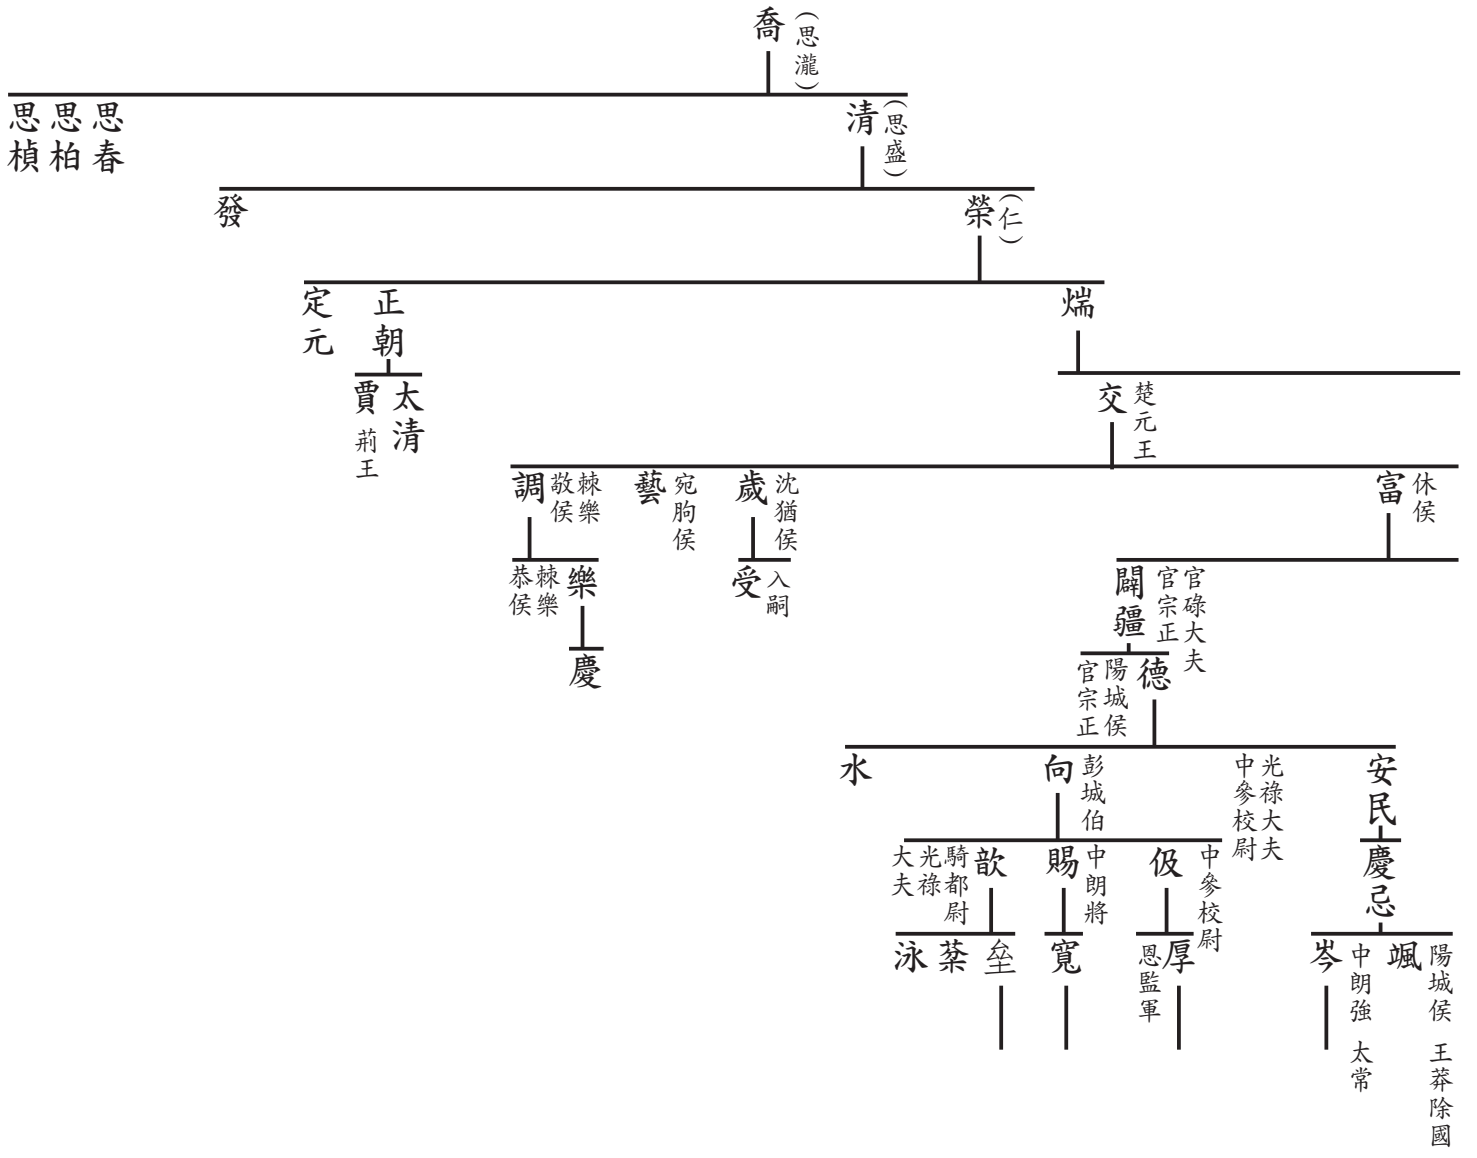 喬
(思瀧)
清
(思盛)
思春
思柏
思楨
榮
(仁)
發
煓
正朝
定元
交
楚元王
太清
賈
荊王
富
休侯
歲
沈猶侯
藝
宛朐侯
調
棘樂
敬侯
闢疆
官碌大夫
官宗正
受
入嗣
樂
棘樂
恭侯
德
陽城侯
官宗正
慶
安民
光祿大夫
中參校尉
向
彭城伯
水
慶忌
伋
中參校尉
賜
中朗將
歆
騎都尉
光祿
大夫
颯
陽城侯 王莽除國
岑
中朗強 太常
厚
恩監軍
寬
垒
棻
泳